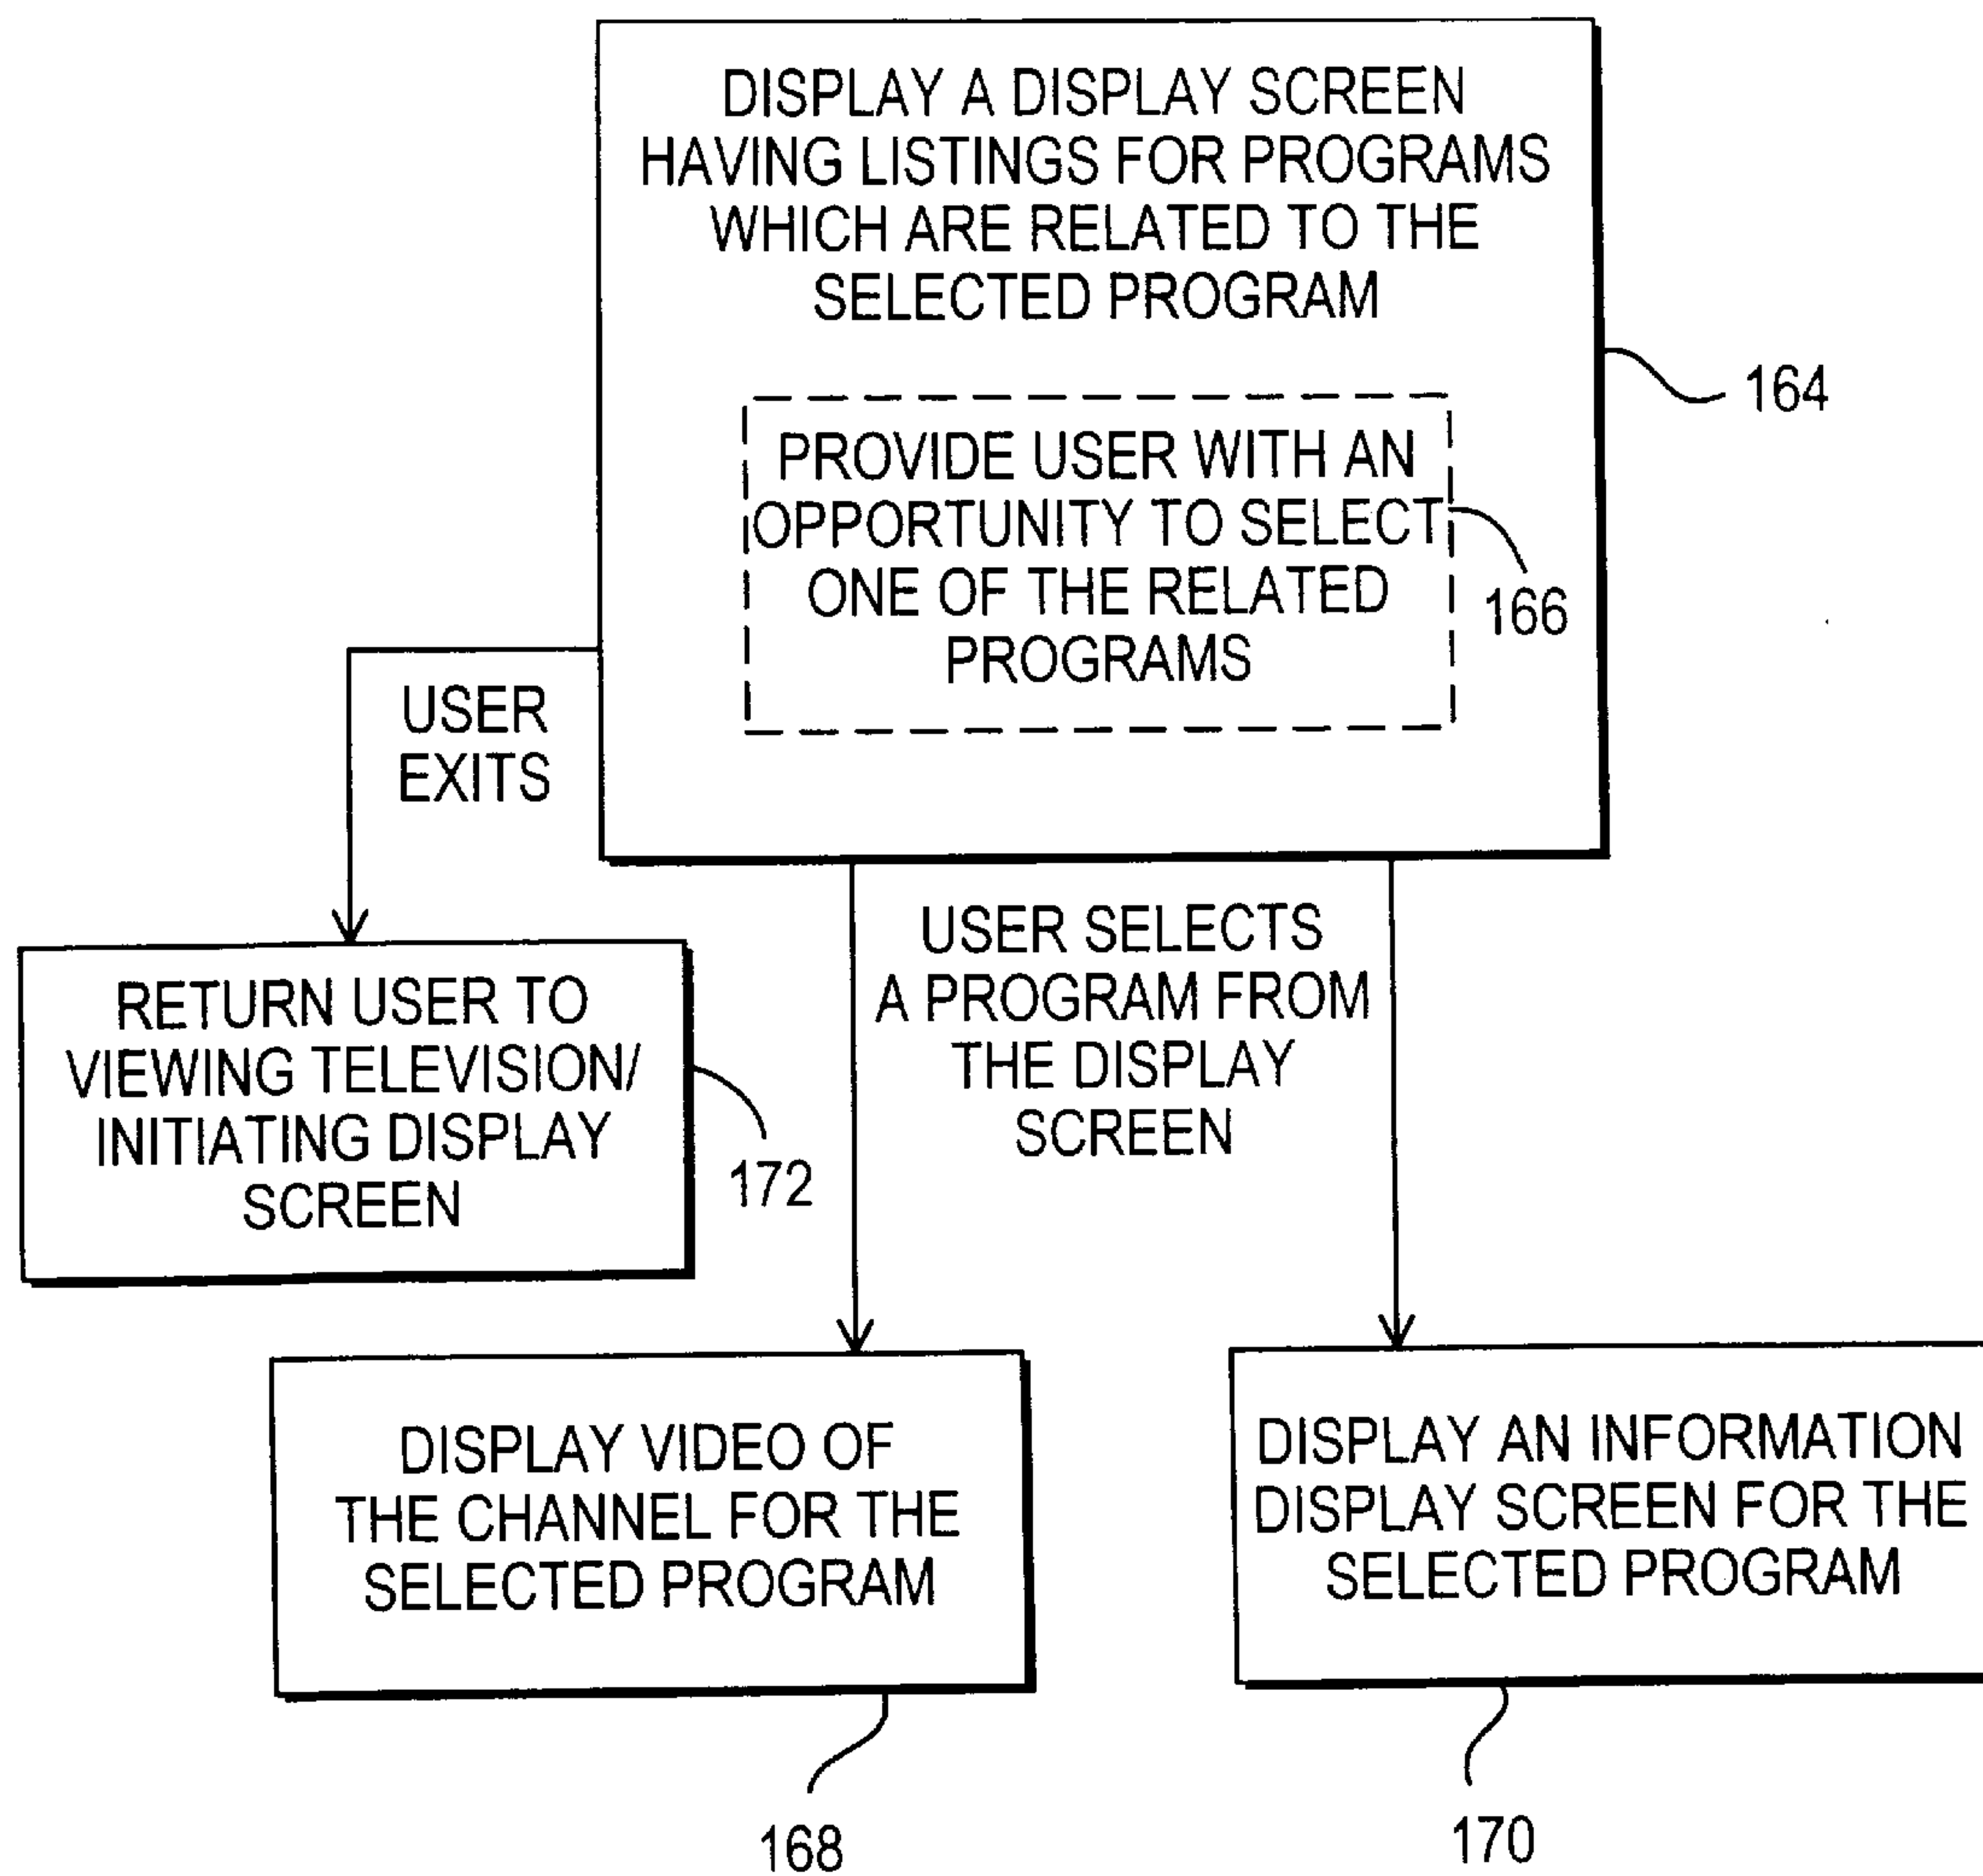 DISPLAY A DISPLAY SCREEN
HAVING LISTINGS FOR PROGRAMS
WHICH ARE RELATED TO THE
SELECTED PROGRAM
164
PROVIDE USER WITH AN
OPPORTUNITY TO SELECT
ONE OF THE RELATED
PROGRAMS
166
USER
EXITS
RETURN USER TO
VIEWING TELEVISION/
INITIATING DISPLAY
SCREEN
172
USER SELECTS
A PROGRAM FROM
THE DISPLAY
SCREEN
DISPLAY VIDEO OF
THE CHANNEL FOR THE
SELECTED PROGRAM
168
DISPLAY AN INFORMATION
DISPLAY SCREEN FOR THE
SELECTED PROGRAM
170